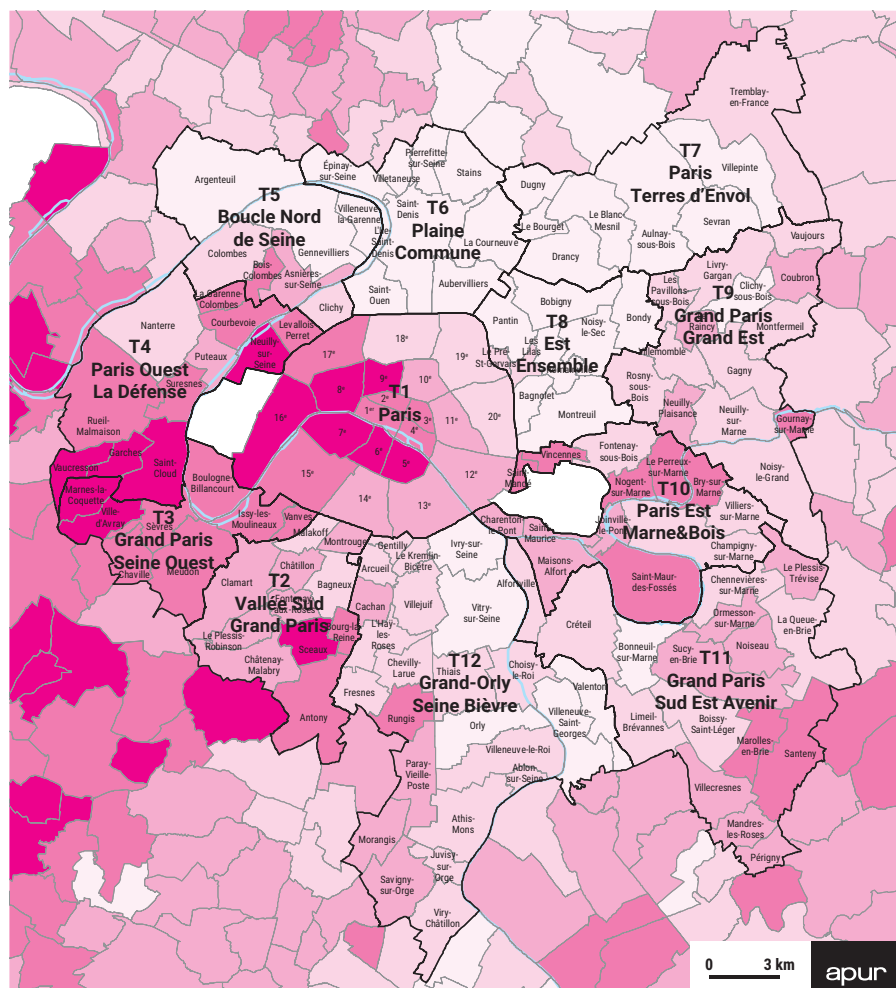 Tremblay-
en-France
T7
Paris
Terres d'Envol
Villepinte
Sevran
Aulnay-
sous-Bois
Le Blanc-
Mesnil
Dugny
Le Bourget
Drancy
Vaujours
Pierrefitte-
sur-Seine
Épinay-
sur-Seine
Villetaneuse
Stains
Saint-
Denis
T6
Plaine
Commune
L'Île-
Saint-
Denis
La Courneuve
Aubervilliers
Saint-
Ouen
Argenteuil
T5
Boucle Nord
de Seine
Villeneuve-
la-Garenne
Colombes
Gennevilliers
Bois-
Colombes
Asnières-
sur-Seine
Clichy
La Garenne-
Colombes
Courbevoie
Levallois-
Perret
Neuilly-
sur-
Seine
Nanterre
T4
Paris Ouest
La Défense
Puteaux
Suresnes
Rueil-
Malmaison
Garches
Vaucresson
Saint-
Cloud
Bobigny
Pantin
T8
Est
Ensemble
Noisy-
le-Sec
Bondy
Les
Lilas
Le Pré
St-Gervais
Romainville
Bagnolet
Montreuil
Livry-
Gargan
Clichy-
sous-Bois
Coubron
Les
Pavillons-
sous-Bois
T9
Grand Paris
Grand Est
Raincy
Montfermeil
Villemomble
Gagny
Rosny-
sous-
Bois
Neuilly-
Plaisance
Neuilly-
sur-
Marne
Gournay-
sur-Marne
Noisy-
le-Grand
T1
Paris
1er
2e
3e
4e
5e
6e
7e
8e
9e
10e
11e
12e
13e
14e
15e
16e
17e
18e
19e
20e
Marnes-la-
Coquette
Ville-
d'Avray
T3
Grand Paris
Seine Ouest
Sèvres
Chaville
Meudon
Boulogne-
Billancourt
Issy-les-
Moulineaux
Vanves
Malakoff
Montrouge
Châtillon
Clamart
T2
Vallée Sud
Grand Paris
Bagneux
Fontenay-
aux-Roses
Bourg-la-
Reine
Sceaux
Le Plessis-
Robinson
Châtenay-
Malabry
Antony
Vincennes
Saint-
Mandé
Fontenay-
sous-Bois
Le Perreux-
sur-Marne
Nogent-
sur-Marne
T10
Paris Est
Marne&Bois
Bry-sur-
Marne
Villiers-
sur-Marne
Joinville-
le-Pont
Champigny-
sur-Marne
Charenton-
le-Pont
Saint-
Maurice
Maisons-
Alfort
Saint-Maur-
des-Fossés
Gentilly
Le Kremlin-
Bicêtre
Arcueil
Ivry-sur-
Seine
Cachan
Villejuif
Vitry-
sur-Seine
Alfortville
L'Haÿ-
les-
Roses
Chevilly-
Larue
Thiais
T12
Grand-Orly
Seine Bièvre
Choisy-
le-Roi
Fresnes
Rungis
Orly
Valenton
Villeneuve-
Saint-
Georges
Villeneuve-le-Roi
Ablon-
sur-Seine
Paray-
Vieille-
Poste
Athis-
Mons
Morangis
Juvisy-
sur-
Orge
Savigny-
sur-Orge
Viry-
Châtillon
Créteil
Chennevières-
sur-Marne
Le Plessis-
Trévise
Ormesson-
sur-Marne
La Queue-
en-Brie
Bonneuil-
sur-Marne
Sucy-
en-Brie
Noiseau
T11
Grand Paris
Sud Est Avenir
Limeil-
Brévannes
Boissy-
Saint-Léger
Marolles-
en-Brie
Santeny
Villecresnes
Mandres-
les-Roses
Périgny
0 3 km
apur